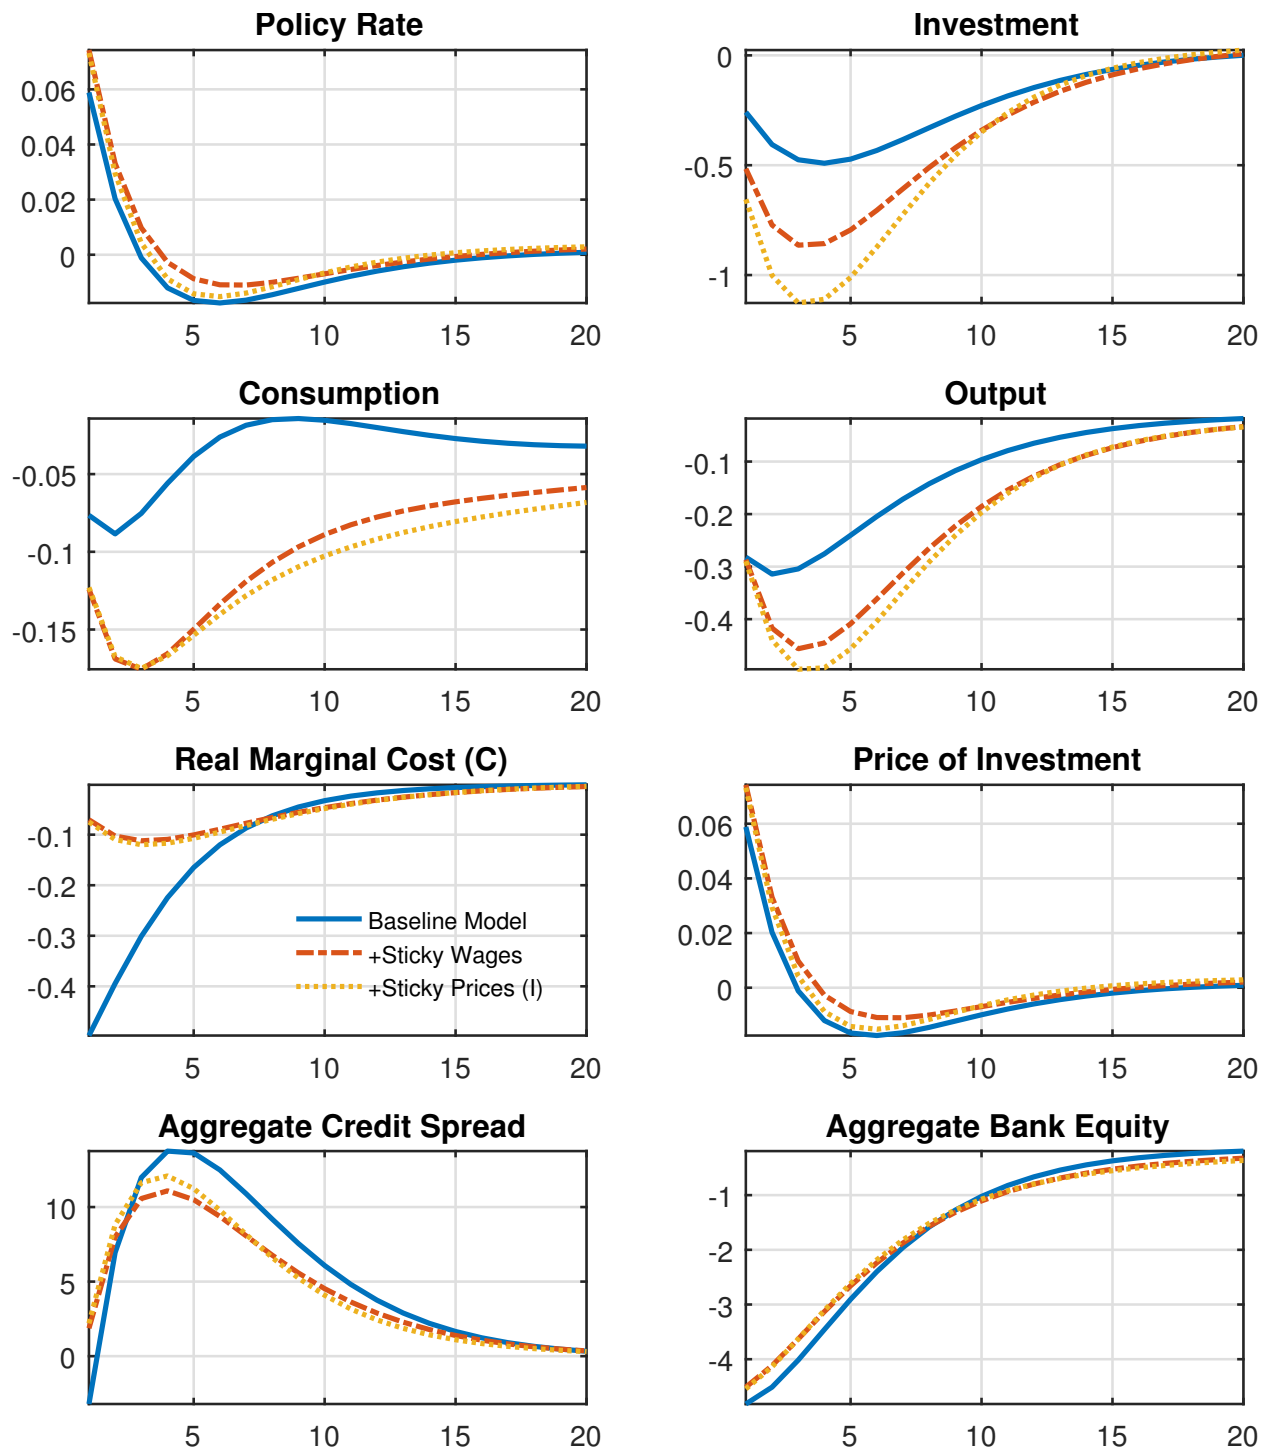 Policy Rate
0.06
0.04
0.02
0
5 10 15 20
Investment
0
-0.5
-1
5 10 15 20
Consumption
-0.05
-0.1
-0.15
5 10 15 20
Output
-0.1
-0.2
-0.3
-0.4
5 10 15 20
Real Marginal Cost (C)
-0.1
-0.2
-0.3
-0.4
Baseline Model
+Sticky Wages
+Sticky Prices (I)
5 10 15 20
Price of Investment
0.06
0.04
0.02
0
5 10 15 20
Aggregate Credit Spread
10
5
0
5 10 15 20
Aggregate Bank Equity
-1
-2
-3
-4
5 10 15 20